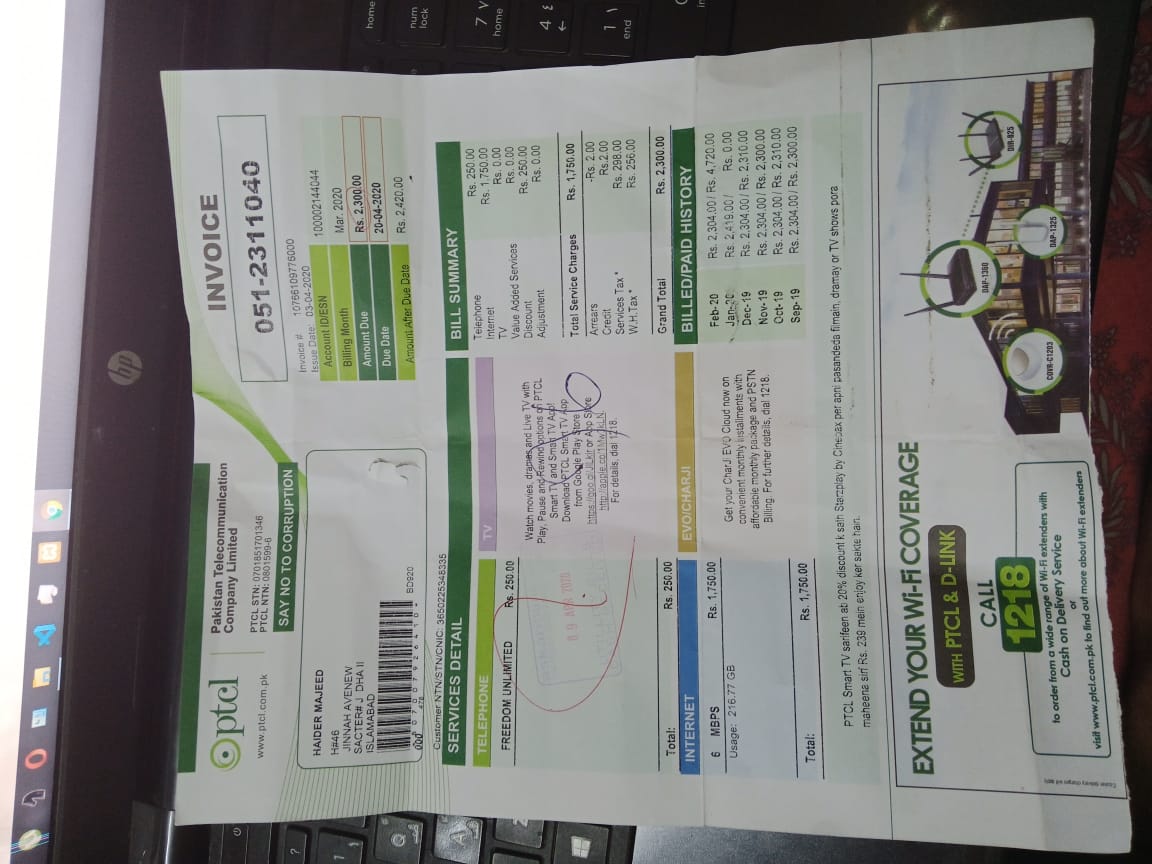 ptcl
www.ptcl.com.pk
Pakistan Telecommunication
Company Limited
PTCL STN: 0701851701346
PTCL NTN: 0801599-6
SAY NO TO CORRUPTION
INVOICE
051-2311040
Invoice # 10766109775000
Issue Date: 03-04-2020
Account ID/ESN 100002144044
Billing Month Mar. 2020
Amount Due Rs. 2,300.00
Due Date 20-04-2020
Amount After Due Date Rs. 2,420.00
HAIDER MAJEED
H#46
JINNAH AVENEW
SACTER# J DHA II
ISLAMABAD
BD920
Customer NTN/STN/CNIC: 3650225348335
SERVICES DETAIL
TELEPHONE
FREEDOM UNLIMITED Rs. 250.00
Total: Rs. 250.00
TV
Watch movies, dramas and Live TV with
Play, Pause and Rewind options on PTCL
Smart TV and Smart TV App!
Download PTCL Smart TV App
from Google Play Store
or App Store
For details, dial 1218.
BILL SUMMARY
Telephone Rs. 250.00
Internet Rs. 1,750.00
TV Rs. 0.00
Value Added Services Rs. 0.00
Discount Rs. 250.00
Adjustment Rs. 0.00
Total Service Charges Rs. 1,750.00
Arrears -Rs. 2.00
Credit Rs. 2.00
Services Tax * Rs. 298.00
W.H.Tax * Rs. 256.00
Grand Total Rs. 2,300.00
INTERNET
6 MBPS Rs. 1,750.00
Usage: 216.77 GB
Total: Rs. 1,750.00
EVO/CHARJI
Get your CharJi EVO Cloud now on
convenient monthly installments with
affordable monthly package and PSTN
Billing. For further details, dial 1218.
BILLED/PAID HISTORY
Feb-20 Rs. 2,304.00 / Rs. 4,720.00
Jan-20 Rs. 2,419.00 / Rs. 0.00
Dec-19 Rs. 2,304.00 / Rs. 2,310.00
Nov-19 Rs. 2,304.00 / Rs. 2,300.00
Oct-19 Rs. 2,304.00 / Rs. 2,310.00
Sep-19 Rs. 2,304.00 / Rs. 2,300.00
PTCL Smart TV sarifeen ab 20% discount k sath Starzplay by Cinepax per apni pasandeda filmain, dramay or TV shows pora
maheena sirf Rs. 239 mein enjoy ker sakte hain.
EXTEND YOUR Wi-Fi COVERAGE
WITH PTCL & D-LINK
CALL
1218
to order from a wide range of Wi-Fi extenders with
Cash on Delivery Service
or
visit www.ptcl.com.pk to find out more about Wi-Fi extenders
COVR-C1203
DAP-1360
DAP-1325
DIR-825
09 APR 2020
hp
home
num
lock
7
home
4
1
end
Q
A
Z